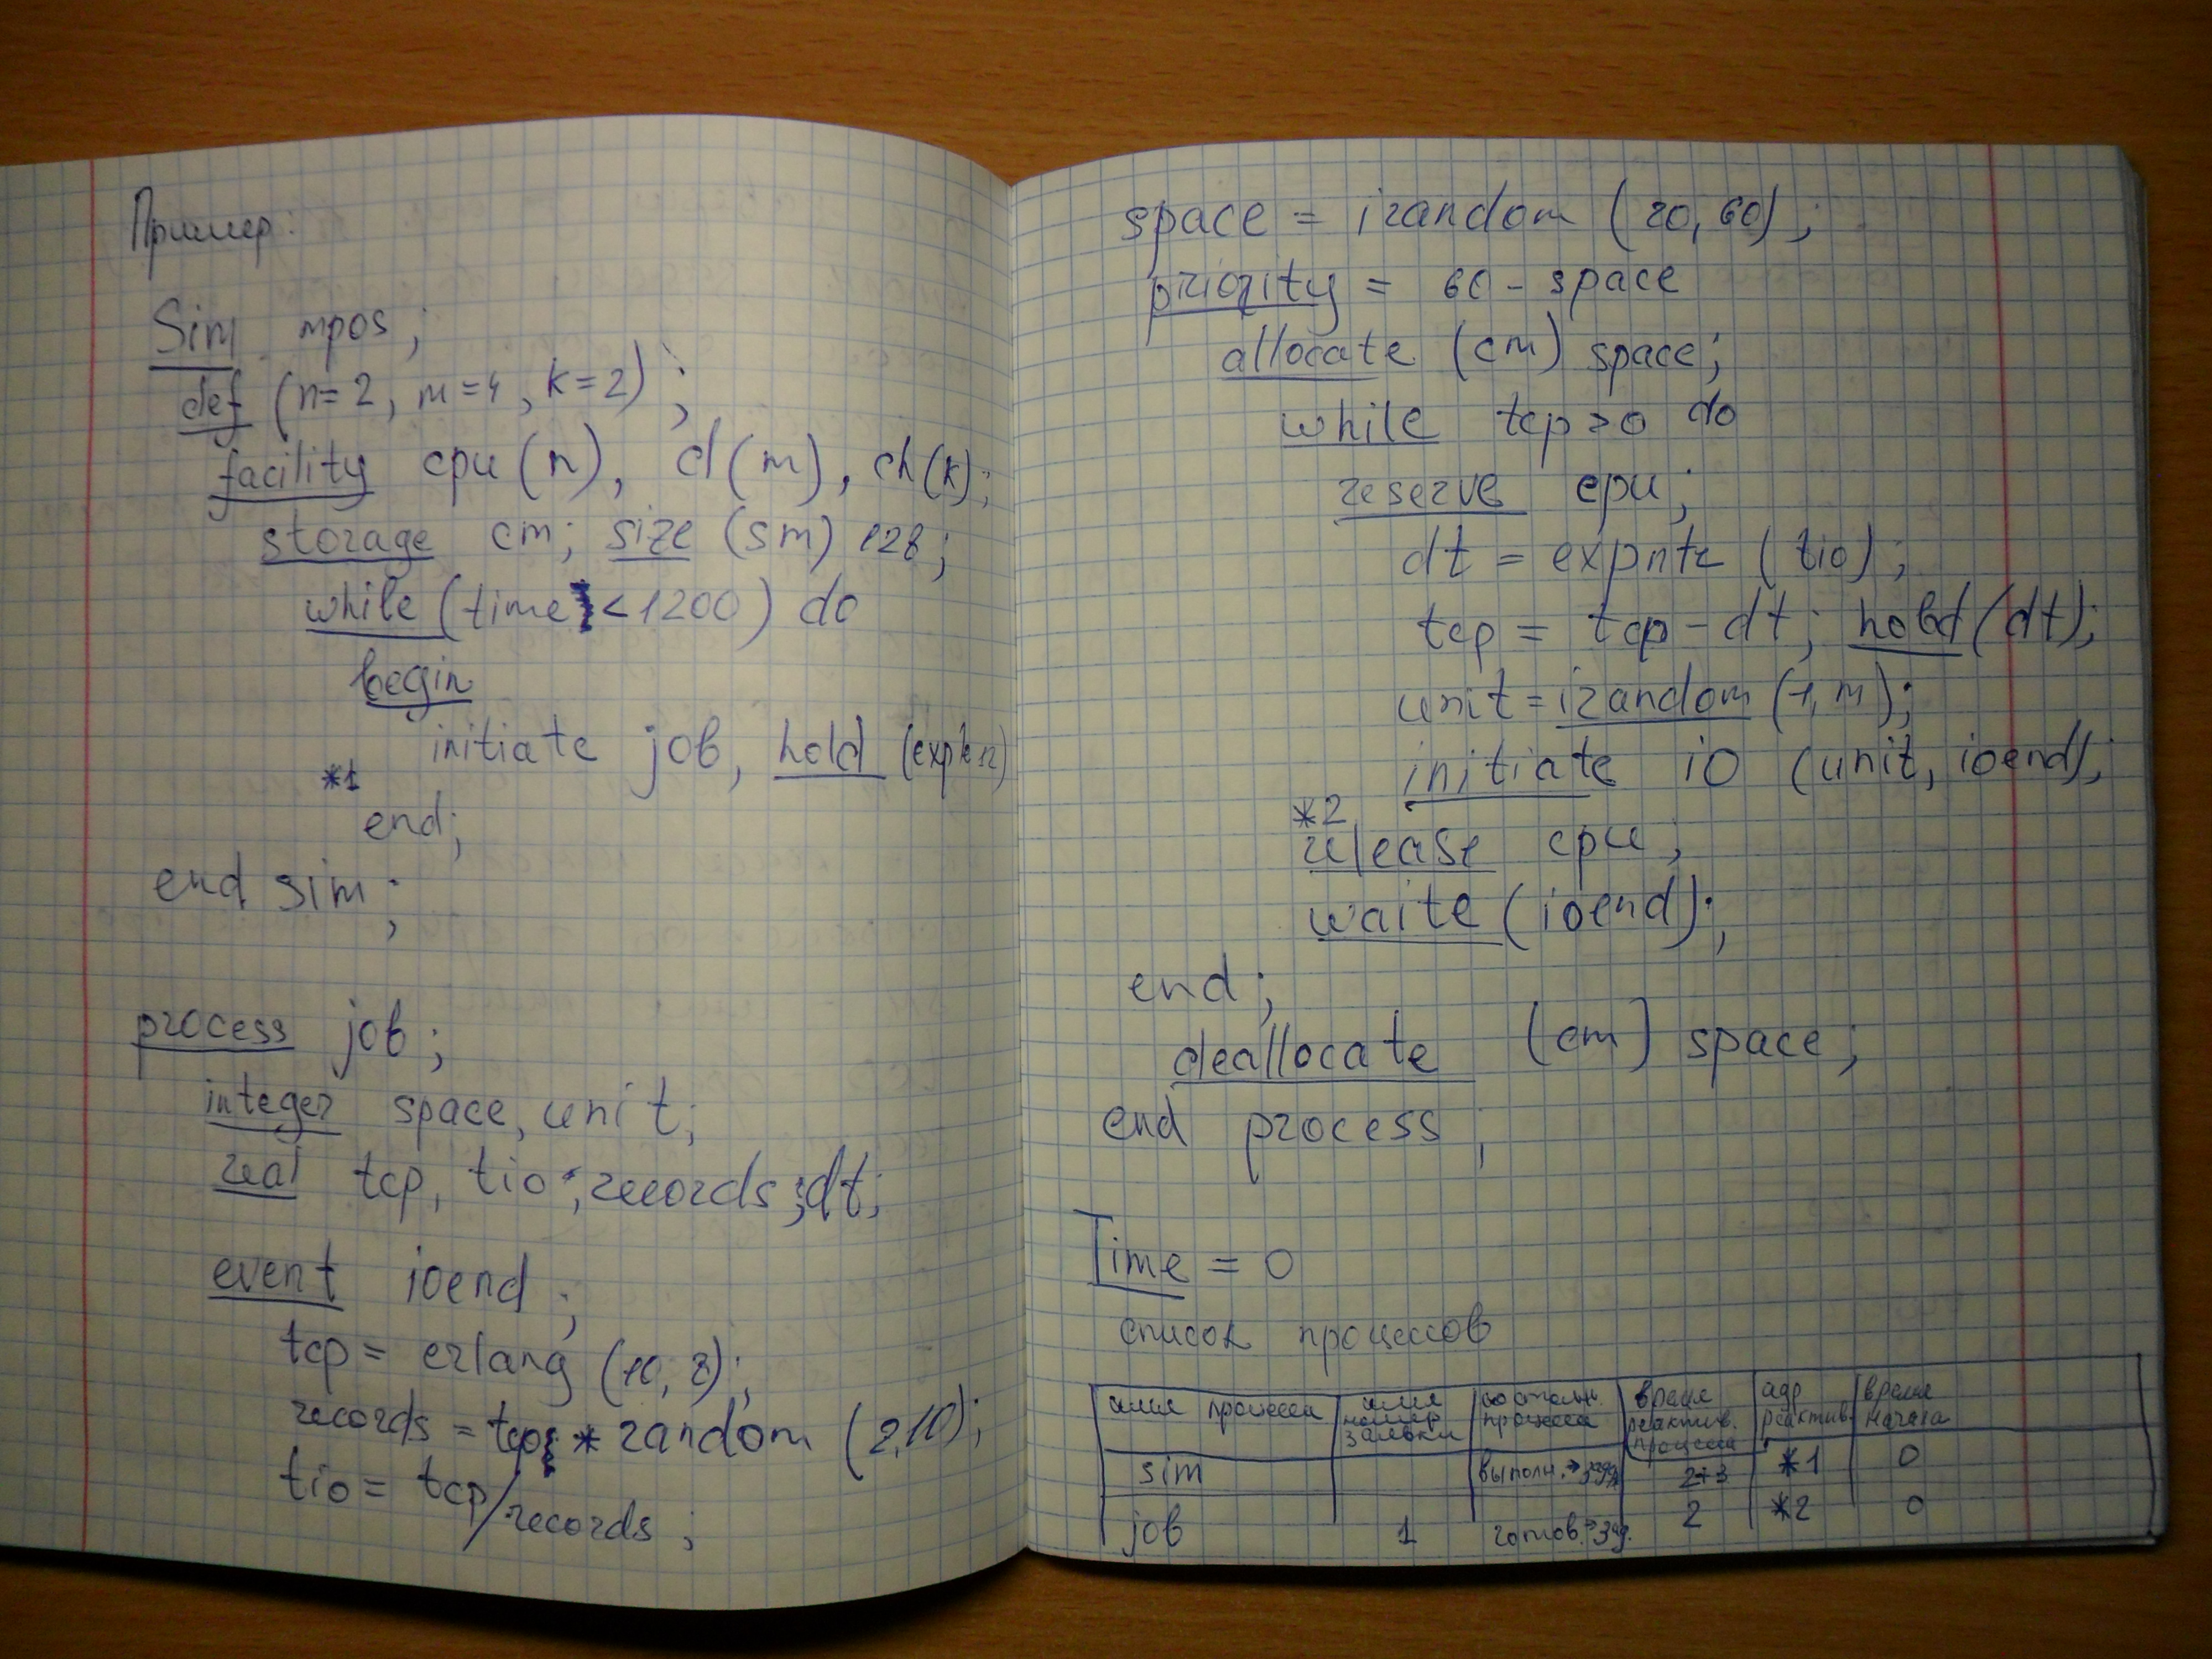 Пример:
Sim mpos;
def (n=2, m=4, k=2);
facility cpu(n), d(m), ch(k);
storage cm; size (sm) 128;
while (time < 1200) do
begin
initiate job, hold
*1
end;
end sim;
process job;
integer space, unit;
real tcp, tio, records, dt;
event ioend;
tcp = erlang (10, 8);
records = tcp * random (2,10);
tio = tcp/records;
space = irandom (20, 60);
priority = 60 - space
allocate (cm) space;
while tcp>0 do
reserve cpu;
dt = expntr (tio);
tcp = tcp - dt; hold (dt);
unit = irandom (1, m);
initiate io (unit, ioend);
*2
release cpu;
waite (ioend);
end;
deallocate (cm) space;
end process;
Time = 0
список процессов
имя процесса | имя номер заявки | состоян. процесса | время реактив. процесса | адр реактив. | время начала
sim | | выполн.→зад. | 2+3 | *1 | 0
job | 1 | готов.→зад. | 2 | *2 | 0